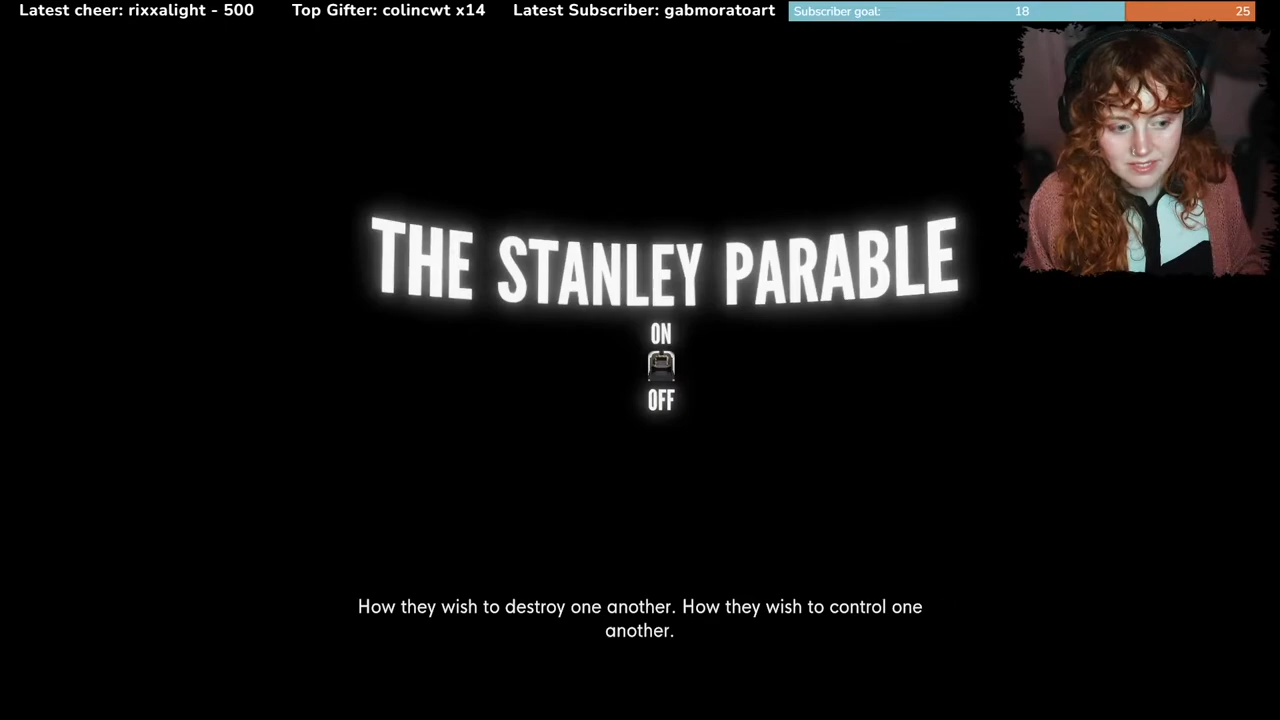 Latest cheer: rixxalight - 500 Top Gifter: colincwt x14 Latest Subscriber: gabmoratoart Subscriber goal: 18 25
THE STANLEY PARABLE
ON
OFF
How they wish to destroy one another. How they wish to control one
another.